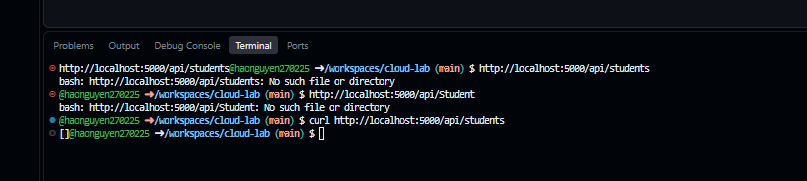 Problems Output Debug Console Terminal Ports
http://localhost:5000/api/students@haonguyen270225 ➜/workspaces/cloud-lab (main) $ http://localhost:5000/api/students
bash: http://localhost:5000/api/students: No such file or directory
@haonguyen270225 ➜/workspaces/cloud-lab (main) $ http://localhost:5000/api/Student
bash: http://localhost:5000/api/Student: No such file or directory
@haonguyen270225 ➜/workspaces/cloud-lab (main) $ curl http://localhost:5000/api/students
[]@haonguyen270225 ➜/workspaces/cloud-lab (main) $